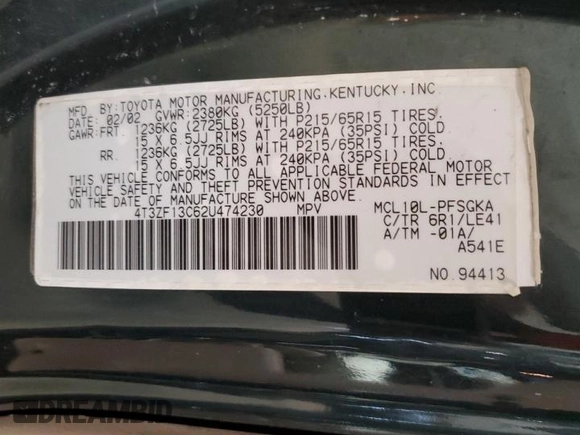 MFD. BY:TOYOTA MOTOR MANUFACTURING,KENTUCKY,INC.
DATE: 02/02 GVWR:2380KG (5250LB)
GAWR:FRT. 1236KG (2725LB) WITH P215/65R15 TIRES,
15 X 6.5JJ RIMS AT 240KPA (35PSI) COLD.
RR. 1236KG (2725LB) WITH P215/65R15 TIRES,
15 X 6.5JJ RIMS AT 240KPA (35PSI) COLD.
THIS VEHICLE CONFORMS TO ALL APPLICABLE FEDERAL MOTOR
VEHICLE SAFETY AND THEFT PREVENTION STANDARDS IN EFFECT
ON THE DATE OF MANUFACTURE SHOWN ABOVE.
4T3ZF13C62U474230 MPV
MCL10L-PFSGKA
C/TR 6R1/LE41
A/TM -01A/
A541E
NO.94413
DREAMBID